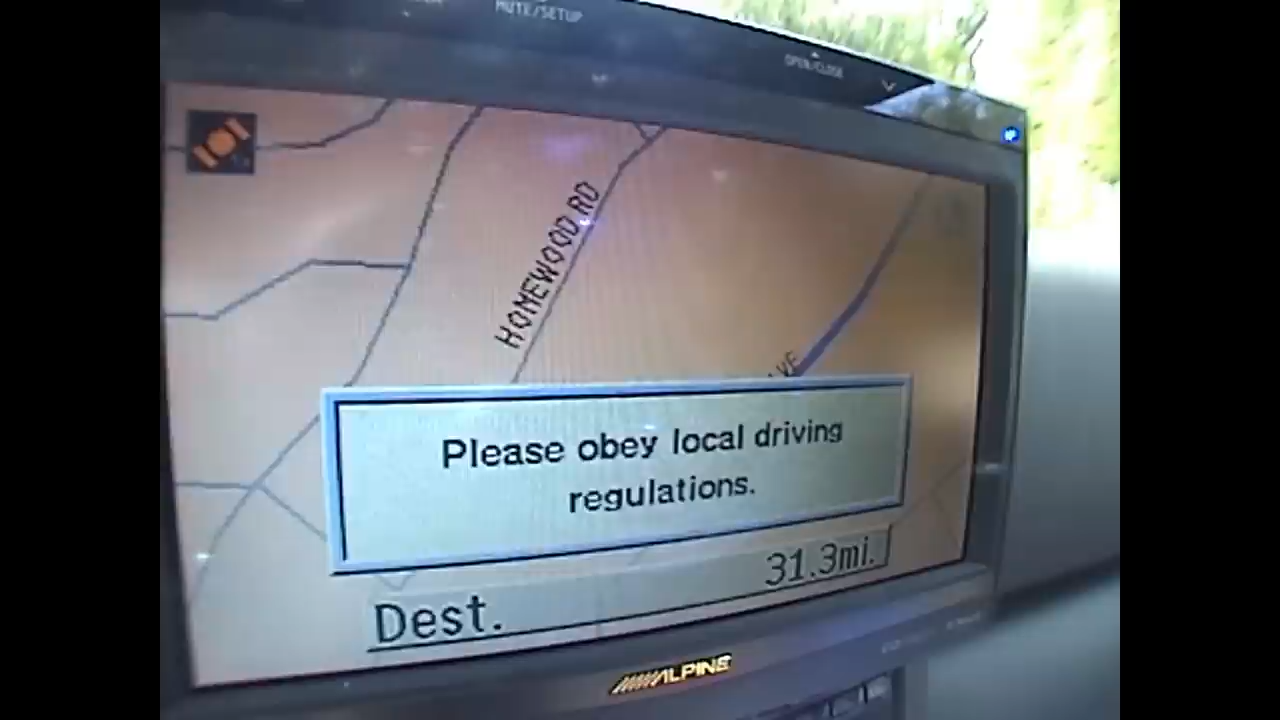 MUTE/SETUP
OPEN/CLOSE
HOMEWOOD RD
Please obey local driving
regulations.
31.3mi.
Dest.
ALPINE